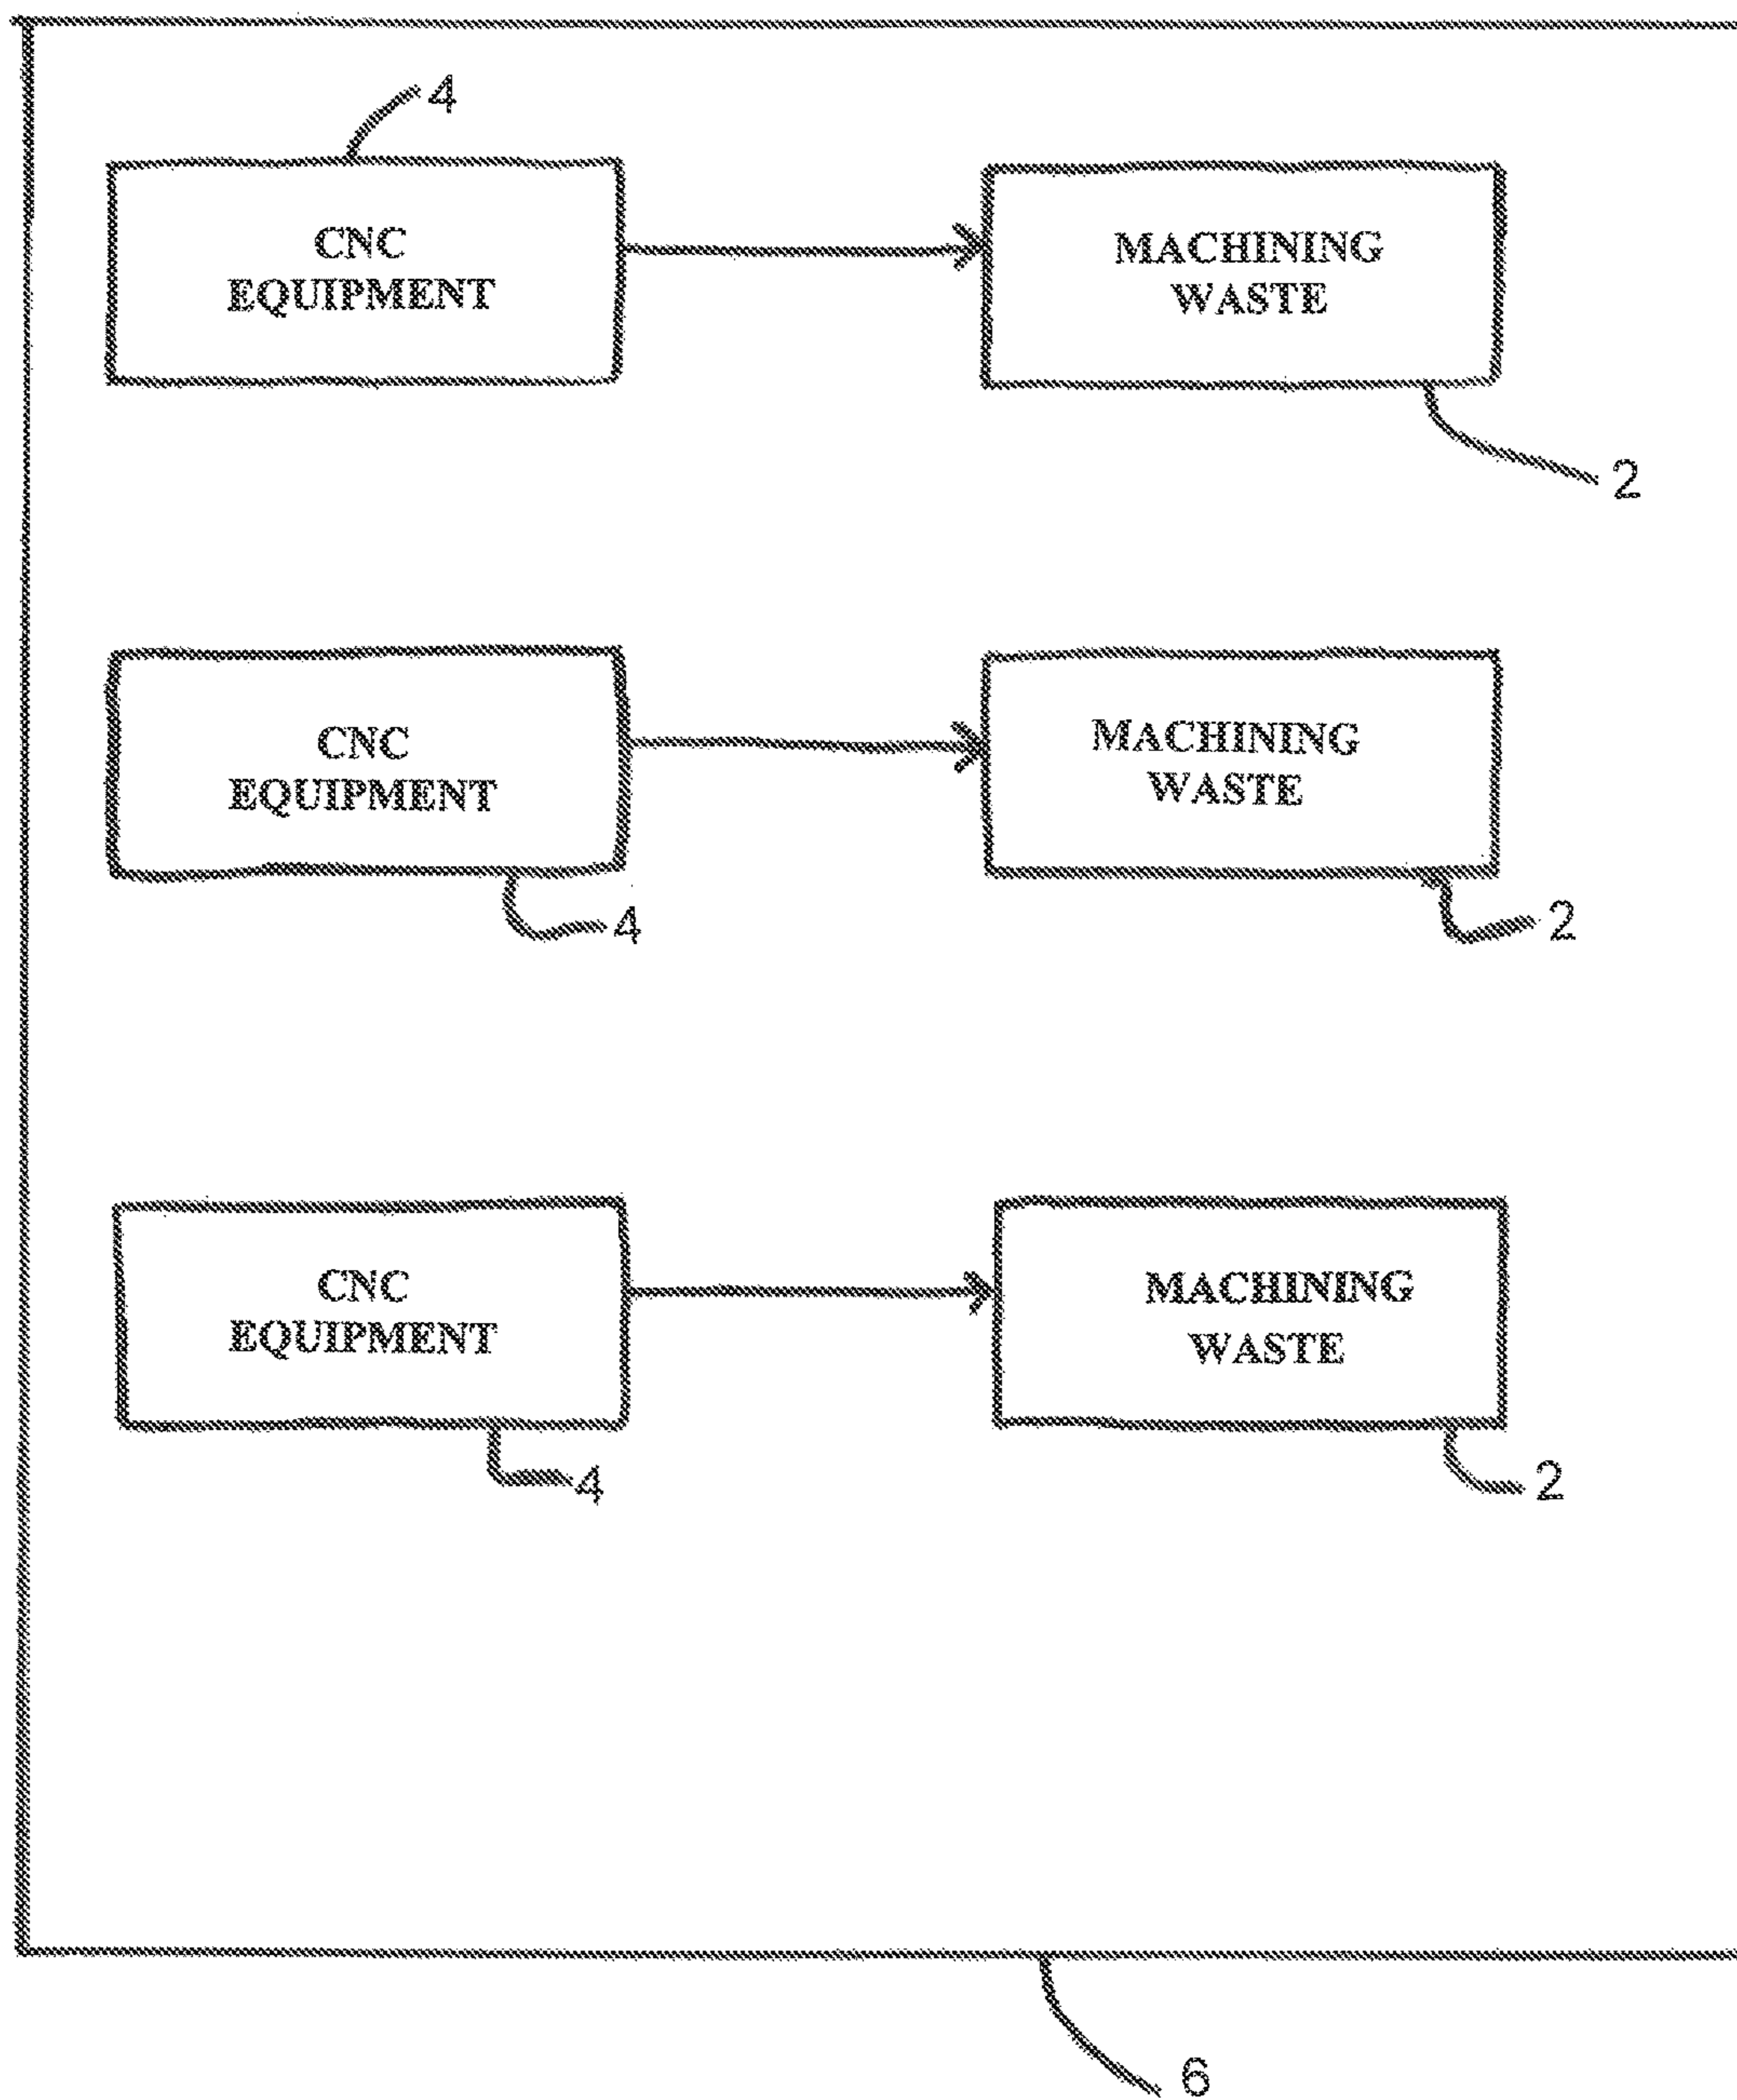 4
CNC
EQUIPMENT
MACHINING
WASTE
2
CNC
EQUIPMENT
4
MACHINING
WASTE
2
CNC
EQUIPMENT
4
MACHINING
WASTE
2
6